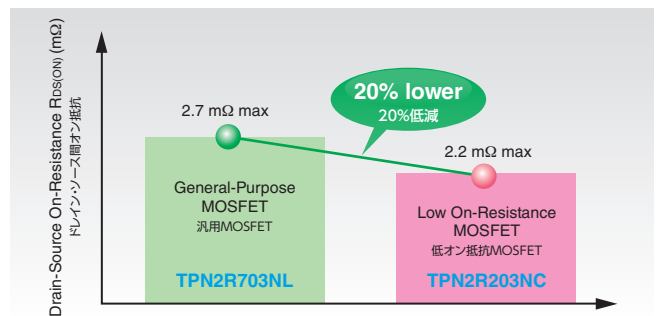 Drain-Source On-Resistance RDS(ON) (mΩ)
ドレイン・ソース間オン抵抗
2.7 mΩ max
20% lower
20%低減
2.2 mΩ max
General-Purpose
MOSFET
汎用MOSFET
TPN2R703NL
Low On-Resistance
MOSFET
低オン抵抗MOSFET
TPN2R203NC